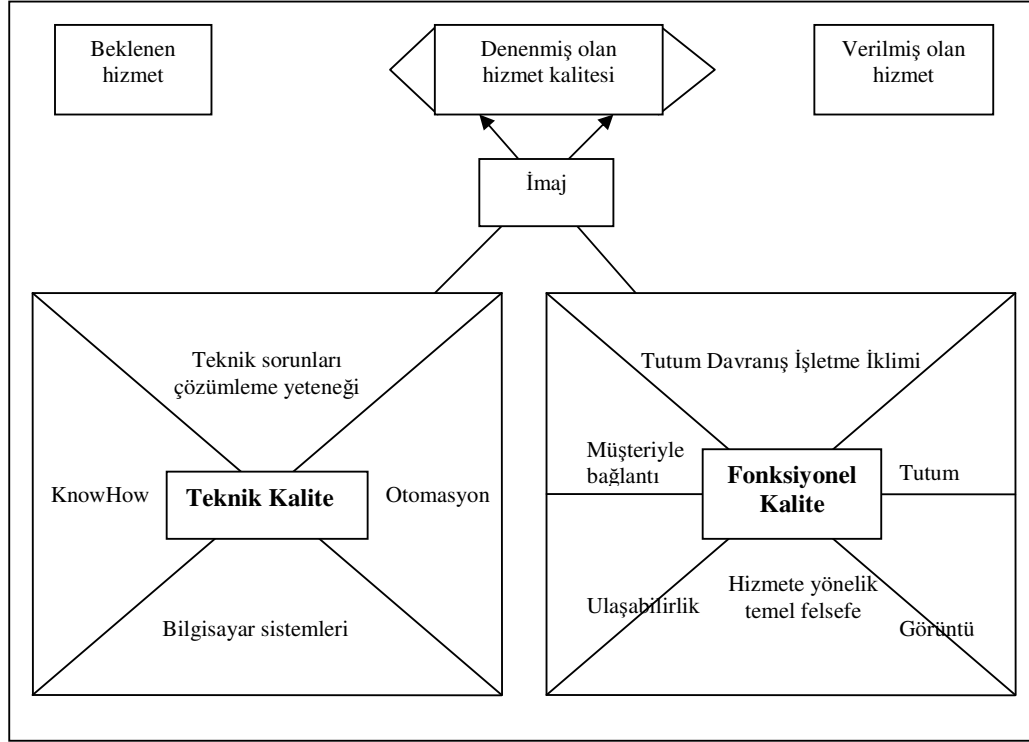 Beklenen
hizmet
Denenmiş olan
hizmet kalitesi
Verilmiş olan
hizmet
İmaj
Teknik sorunları
çözümleme yeteneği
KnowHow
Teknik Kalite
Otomasyon
Bilgisayar sistemleri
Tutum Davranış İşletme İklimi
Müşteriyle
bağlantı
Fonksiyonel
Kalite
Tutum
Ulaşabilirlik
Hizmete yönelik
temel felsefe
Görüntü